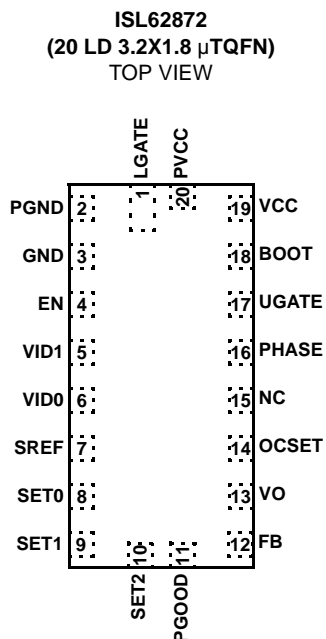 ISL62872
(20 LD 3.2X1.8 µTQFN)
TOP VIEW
LGATE
PVCC
1
20
PGND 2
19 VCC
GND 3
18 BOOT
EN 4
17 UGATE
VID1 5
16 PHASE
VID0 6
15 NC
SREF 7
14 OCSET
SET0 8
13 VO
SET1 9
12 FB
10
11
SET2
PGOOD